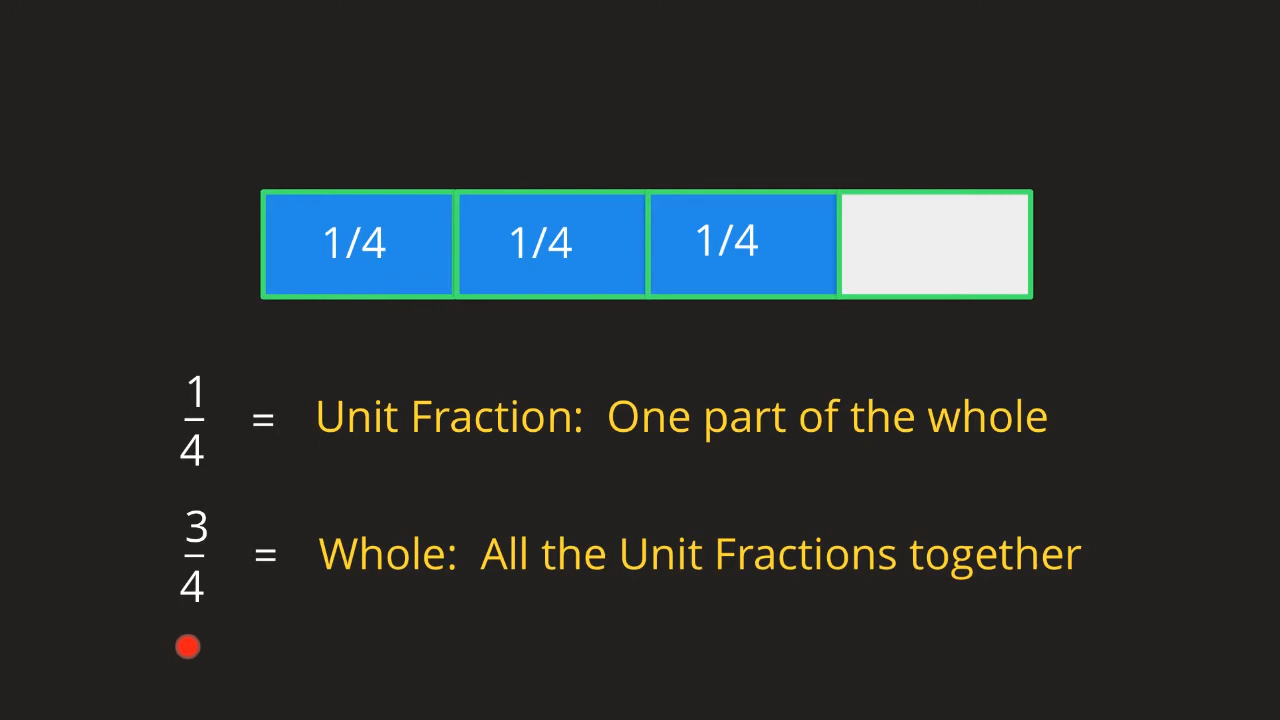 1/4 1/4 1/4
1
4
= Unit Fraction: One part of the whole
3
4
= Whole: All the Unit Fractions together